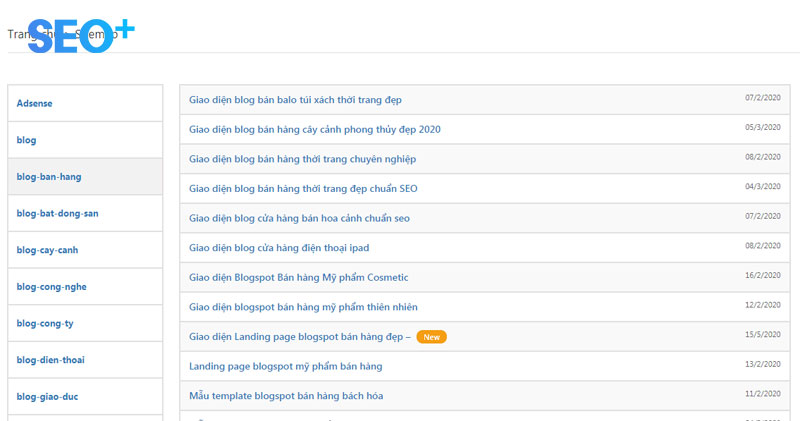 SEO+
Trang chủ
Sitemap
Adsense
blog
blog-ban-hang
blog-bat-dong-san
blog-cay-canh
blog-cong-nghe
blog-cong-ty
blog-dien-thoai
blog-giao-duc
Giao diện blog bán balo túi xách thời trang đẹp 07/2/2020
Giao diện blog bán hàng cây cảnh phong thủy đẹp 2020 05/3/2020
Giao diện blog bán hàng thời trang chuyên nghiệp 08/2/2020
Giao diện blog bán hàng thời trang đẹp chuẩn SEO 04/3/2020
Giao diện blog cửa hàng bán hoa cảnh chuẩn seo 07/2/2020
Giao diện blog cửa hàng điện thoại ipad 08/2/2020
Giao diện Blogspot Bán hàng Mỹ phẩm Cosmetic 16/2/2020
Giao diện blogspot bán hàng mỹ phẩm thiên nhiên 12/2/2020
Giao diện Landing page blogspot bán hàng đẹp – New 15/5/2020
Landing page blogspot mỹ phẩm bán hàng 13/2/2020
Mẫu template blogspot bán hàng bách hóa 11/2/2020